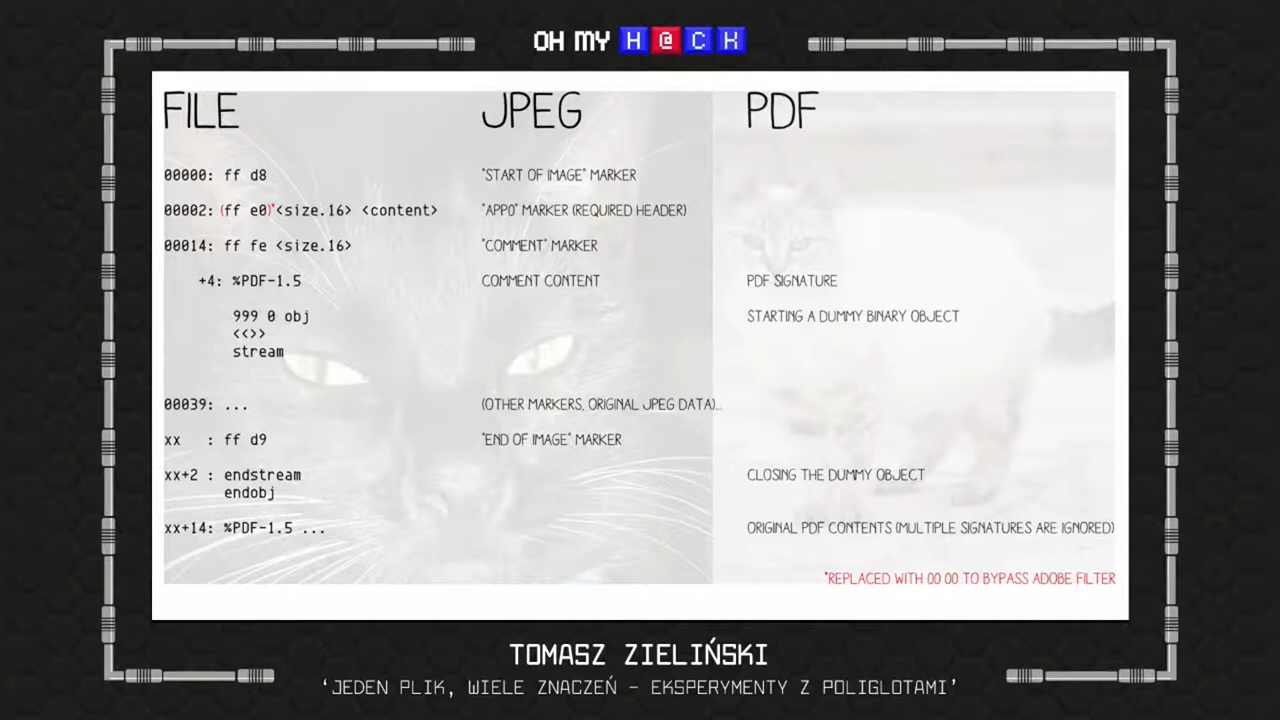 OH MY H@CK
FILE JPEG PDF
00000: ff d8 "START OF IMAGE" MARKER
00002: (ff e0)*<size.16> <content> "APP0" MARKER (REQUIRED HEADER)
00014: ff fe <size.16> "COMMENT" MARKER
+4: %PDF-1.5 COMMENT CONTENT PDF SIGNATURE
999 0 obj STARTING A DUMMY BINARY OBJECT
<<>>
stream
00039: ... (OTHER MARKERS, ORIGINAL JPEG DATA)...
xx : ff d9 "END OF IMAGE" MARKER
xx+2 : endstream CLOSING THE DUMMY OBJECT
endobj
xx+14: %PDF-1.5 ... ORIGINAL PDF CONTENTS (MULTIPLE SIGNATURES ARE IGNORED)
*REPLACED WITH 00 00 TO BYPASS ADOBE FILTER
TOMASZ ZIELIŃSKI
'JEDEN PLIK, WIELE ZNACZEŃ - EKSPERYMENTY Z POLIGLOTAMI'